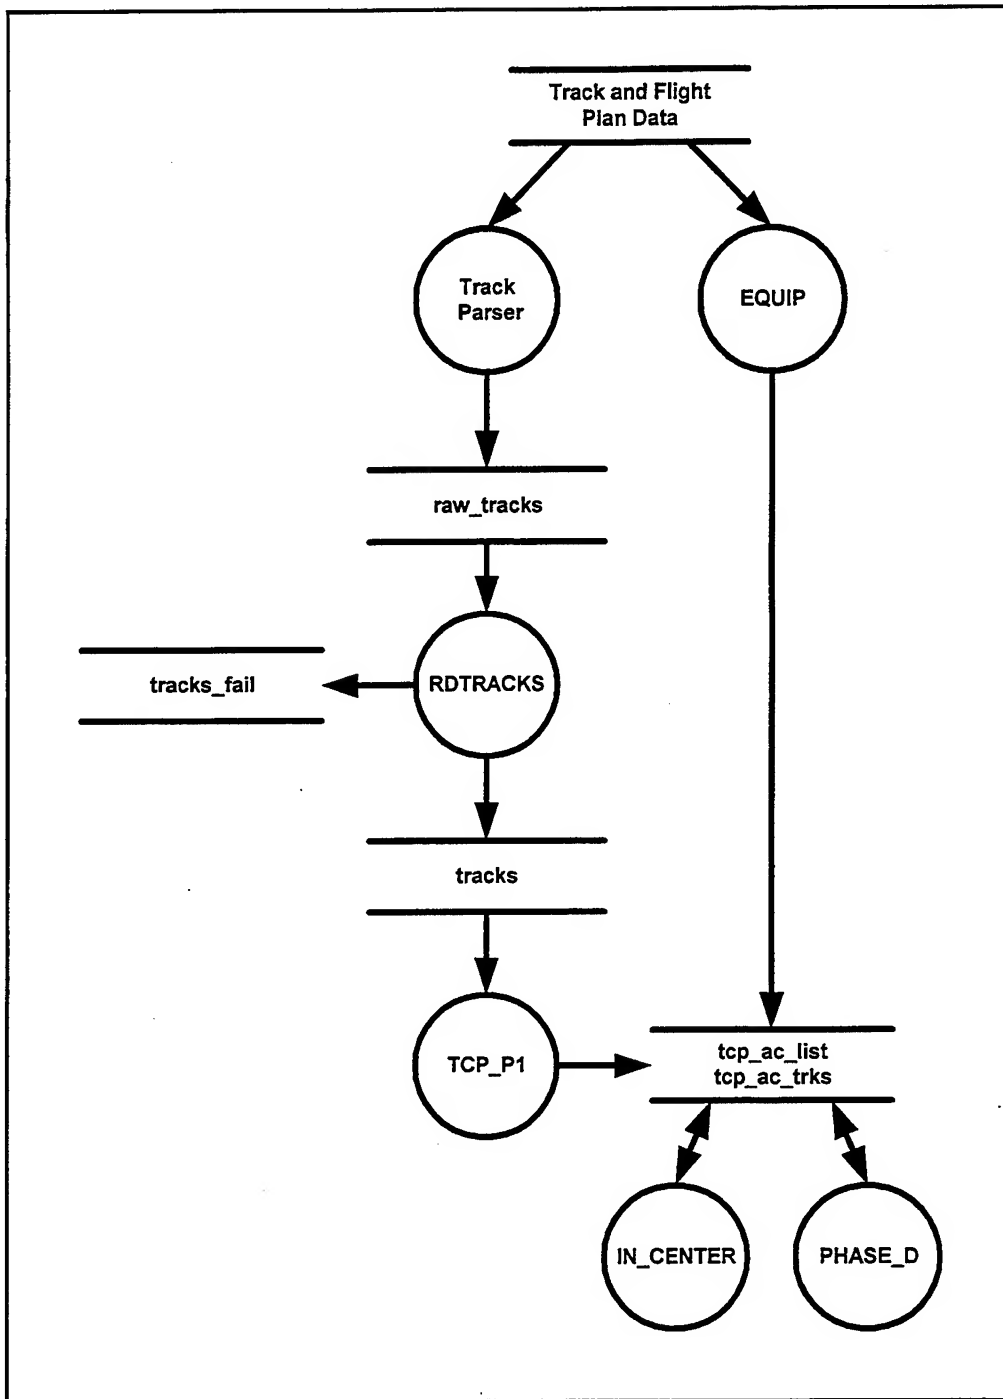 Track and Flight
Plan Data
Track
Parser
EQUIP
raw_tracks
tracks_fail
RDTRACKS
tracks
TCP_P1
tcp_ac_list
tcp_ac_trks
IN_CENTER
PHASE_D